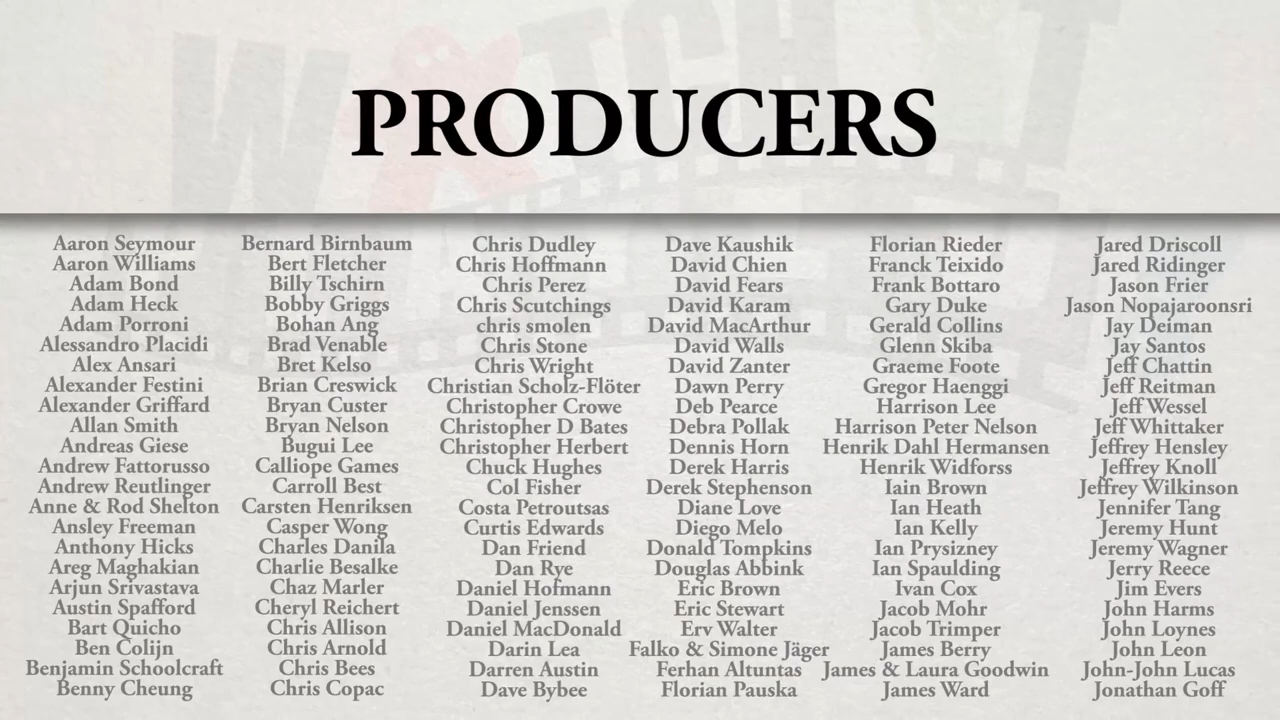 WATCH IT
PRODUCERS
Aaron Seymour
Aaron Williams
Adam Bond
Adam Heck
Adam Porroni
Alessandro Placidi
Alex Ansari
Alexander Festini
Alexander Griffard
Allan Smith
Andreas Giese
Andrew Fattorusso
Andrew Reutlinger
Anne & Rod Shelton
Ansley Freeman
Anthony Hicks
Areg Maghakian
Arjun Srivastava
Austin Spafford
Bart Quicho
Ben Colijn
Benjamin Schoolcraft
Benny Cheung
Bernard Birnbaum
Bert Fletcher
Billy Tschirn
Bobby Griggs
Bohan Ang
Brad Venable
Bret Kelso
Brian Creswick
Bryan Custer
Bryan Nelson
Bugui Lee
Calliope Games
Carroll Best
Carsten Henriksen
Casper Wong
Charles Danila
Charlie Besalke
Chaz Marler
Cheryl Reichert
Chris Allison
Chris Arnold
Chris Bees
Chris Copac
Chris Dudley
Chris Hoffmann
Chris Perez
Chris Scutchings
chris smolen
Chris Stone
Chris Wright
Christian Scholz-Flöter
Christopher Crowe
Christopher D Bates
Christopher Herbert
Chuck Hughes
Col Fisher
Costa Petroutsas
Curtis Edwards
Dan Friend
Dan Rye
Daniel Hofmann
Daniel Jenssen
Daniel MacDonald
Darin Lea
Darren Austin
Dave Bybee
Dave Kaushik
David Chien
David Fears
David Karam
David MacArthur
David Walls
David Zanter
Dawn Perry
Deb Pearce
Debra Pollak
Dennis Horn
Derek Harris
Derek Stephenson
Diane Love
Diego Melo
Donald Tompkins
Douglas Abbink
Eric Brown
Eric Stewart
Erv Walter
Falko & Simone Jäger
Ferhan Altuntas
Florian Pauska
Florian Rieder
Franck Teixido
Frank Bottaro
Gary Duke
Gerald Collins
Glenn Skiba
Graeme Foote
Gregor Haenggi
Harrison Lee
Harrison Peter Nelson
Henrik Dahl Hermansen
Henrik Widforss
Iain Brown
Ian Heath
Ian Kelly
Ian Prysizney
Ian Spaulding
Ivan Cox
Jacob Mohr
Jacob Trimper
James Berry
James & Laura Goodwin
James Ward
Jared Driscoll
Jared Ridinger
Jason Frier
Jason Nopajaroonsri
Jay Deiman
Jay Santos
Jeff Chattin
Jeff Reitman
Jeff Wessel
Jeff Whittaker
Jeffrey Hensley
Jeffrey Knoll
Jeffrey Wilkinson
Jennifer Tang
Jeremy Hunt
Jeremy Wagner
Jerry Reece
Jim Evers
John Harms
John Loynes
John Leon
John-John Lucas
Jonathan Goff